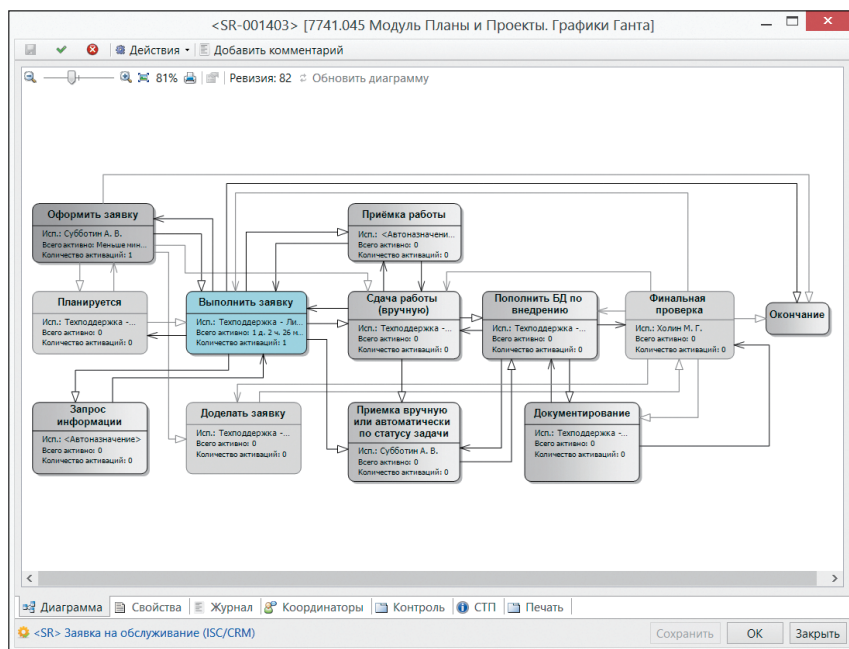 <SR-001403> [7741.045 Модуль Планы и Проекты. Графики Ганта]
Действия
Добавить комментарий
81%
Ревизия: 82
Обновить диаграмму
Оформить заявку
Исп.: Субботин А. В.
Всего активно: Меньше мин...
Количество активаций: 1
Приёмка работы
Исп.: <Автоназначени...
Всего активно: 0
Количество активаций: 0
Планируется
Исп.: Техподдержка -...
Всего активно: 0
Количество активаций: 0
Выполнить заявку
Исп.: Техподдержка - Ли...
Всего активно: 1 д. 2 ч. 26 м...
Количество активаций: 1
Сдача работы
(вручную)
Исп.: Техподдержка -...
Всего активно: 0
Количество активаций: 0
Пополнить БД по
внедрению
Исп.: Техподдержка -...
Всего активно: 0
Количество активаций: 0
Финальная
проверка
Исп.: Холин М. Г.
Всего активно: 0
Количество активаций: 0
Окончание
Запрос
информации
Исп.: <Автоназначение>
Всего активно: 0
Количество активаций: 0
Доделать заявку
Исп.: Техподдержка -...
Всего активно: 0
Количество активаций: 0
Приемка вручную
или автоматически
по статусу задачи
Исп.: Субботин А. В.
Всего активно: 0
Количество активаций: 0
Документирование
Исп.: Техподдержка -...
Всего активно: 0
Количество активаций: 0
Диаграмма
Свойства
Журнал
Координаторы
Контроль
СТП
Печать
<SR> Заявка на обслуживание (ISC/CRM)
Сохранить
ОК
Закрыть